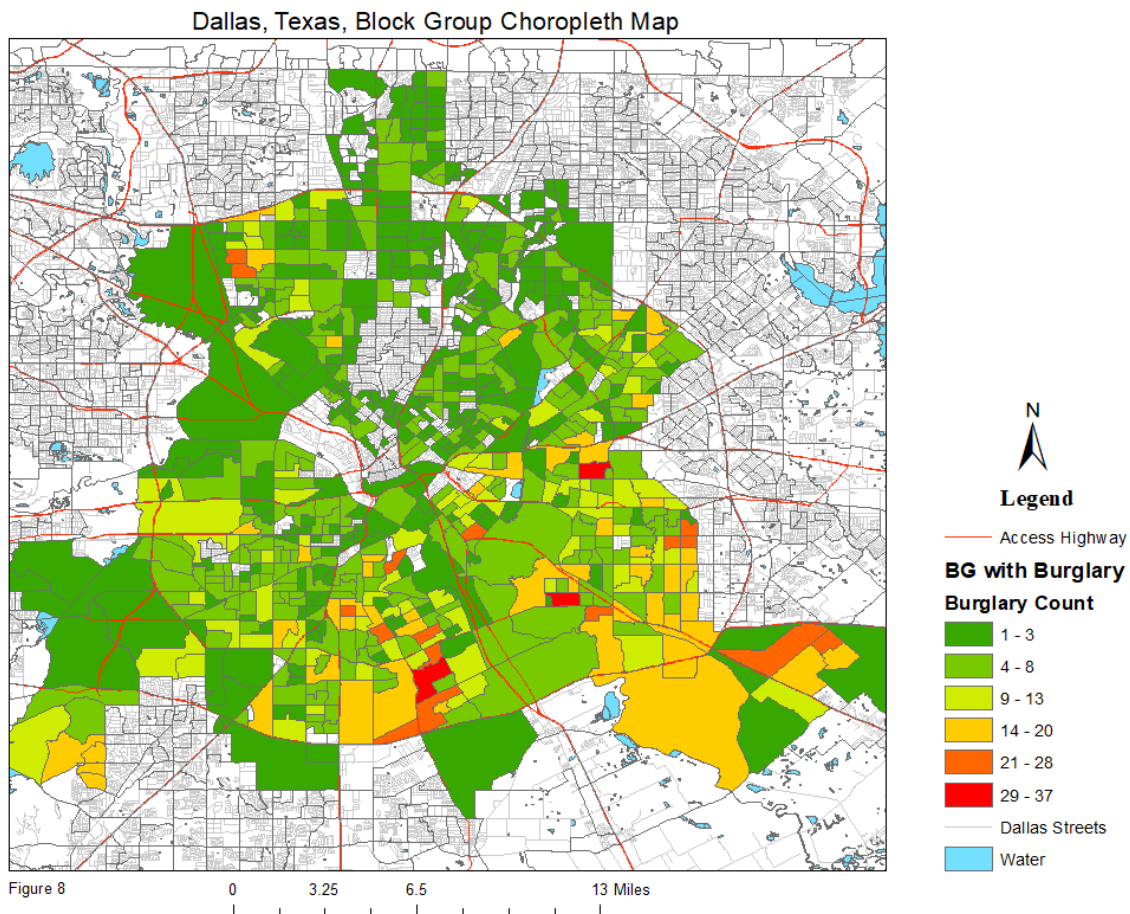 Dallas, Texas, Block Group Choropleth Map
N
Legend
Access Highway
BG with Burglary
Burglary Count
1 - 3
4 - 8
9 - 13
14 - 20
21 - 28
29 - 37
Dallas Streets
Water
Figure 8
0 3.25 6.5 13 Miles